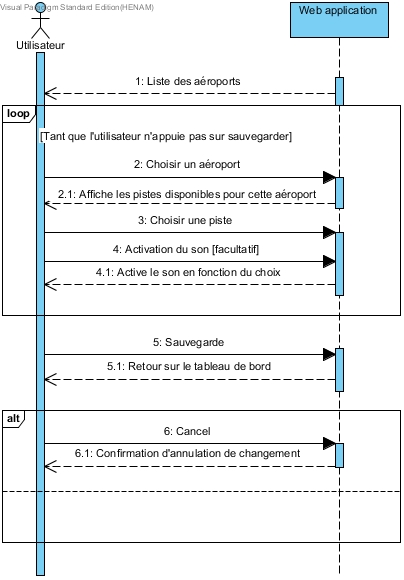 Visual Paradigm Standard Edition(HENAM)
Web application
Utilisateur
1: Liste des aéroports
loop
[Tant que l'utilisateur n'appuie pas sur sauvegarder]
2: Choisir un aéroport
2.1: Affiche les pistes disponibles pour cette aéroport
3: Choisir une piste
4: Activation du son [facultatif]
4.1: Active le son en fonction du choix
5: Sauvegarde
5.1: Retour sur le tableau de bord
alt
6: Cancel
6.1: Confirmation d'annulation de changement